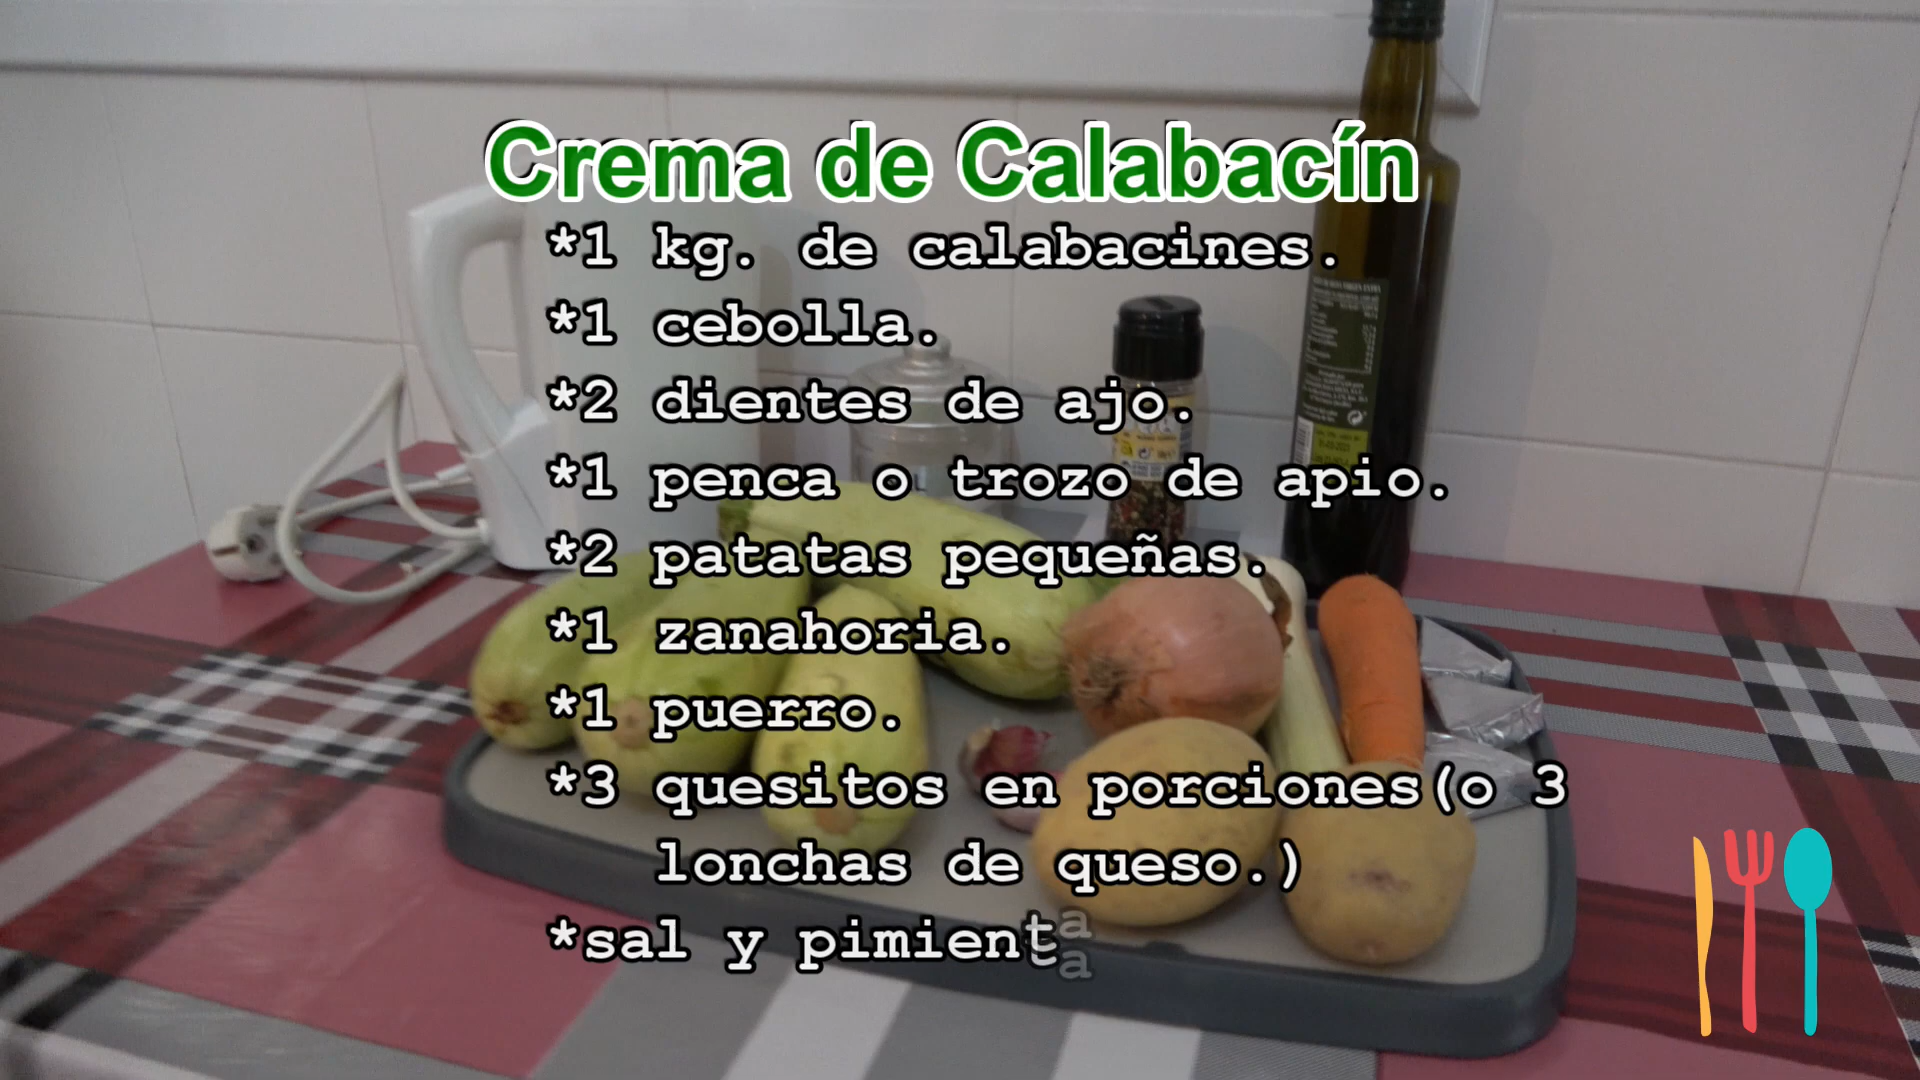 Crema de Calabacín
*1 kg. de calabacines.
*1 cebolla.
*2 dientes de ajo.
*1 penca o trozo de apio.
*2 patatas pequeñas.
*1 zanahoria.
*1 puerro.
*3 quesitos en porciones(o 3
lonchas de queso.)
*sal y pimienta